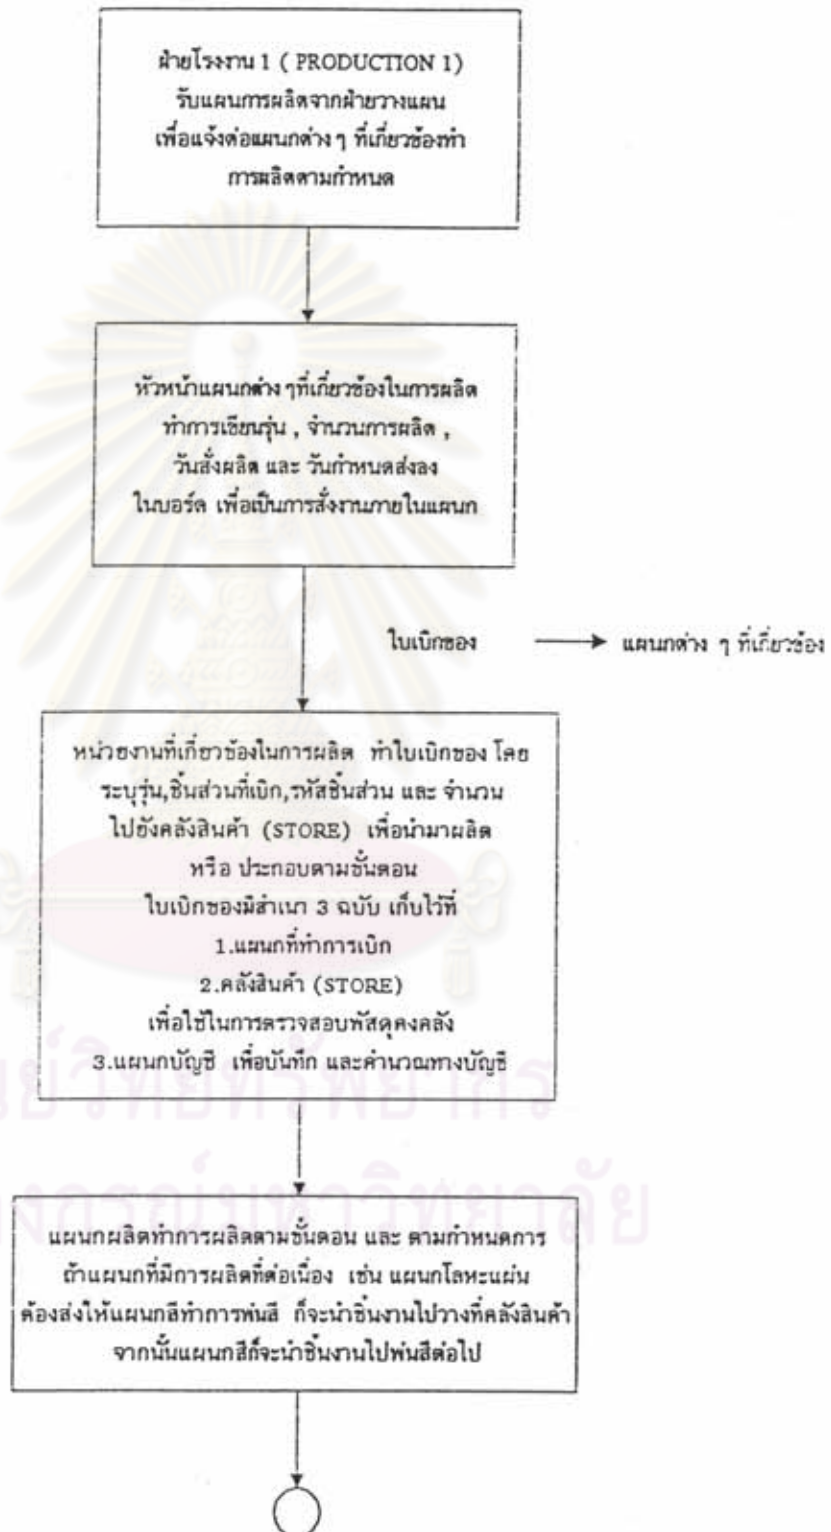 ฝ่ายโรงงาน 1 ( PRODUCTION 1)
รับแผนการผลิตจากฝ่ายวางแผน
เพื่อแจ้งต่อแผนกต่าง ๆ ที่เกี่ยวข้องทำ
การผลิตตามกำหนด
หัวหน้าแผนกต่าง ๆที่เกี่ยวข้องในการผลิต
ทำการเขียนรุ่น , จำนวนการผลิต ,
วันสั่งผลิต และ วันกำหนดส่งลง
ในบอร์ด เพื่อเป็นการสั่งงานภายในแผนก
ใบเบิกของ
แผนกต่าง ๆ ที่เกี่ยวข้อง
หน่วยงานที่เกี่ยวข้องในการผลิต ทำใบเบิกของ โดย
ระบุรุ่น,ชิ้นส่วนที่เบิก,รหัสชิ้นส่วน และ จำนวน
ไปยังคลังสินค้า (STORE) เพื่อนำมาผลิต
หรือ ประกอบตามขั้นตอน
ใบเบิกของมีสำเนา 3 ฉบับ เก็บไว้ที่
1.แผนกที่ทำการเบิก
2.คลังสินค้า (STORE)
เพื่อใช้ในการตรวจสอบพัสดุคงคลัง
3.แผนกบัญชี เพื่อบันทึก และคำนวณทางบัญชี
แผนกผลิตทำการผลิตตามขั้นตอน และ ตามกำหนดการ
ถ้าแผนกที่มีการผลิตที่ต่อเนื่อง เช่น แผนกโลหะแผ่น
ต้องส่งให้แผนกสีทำการพ่นสี ก็จะนำชิ้นงานไปวางที่คลังสินค้า
จากนั้นแผนกสีก็จะนำชิ้นงานไปพ่นสีต่อไป